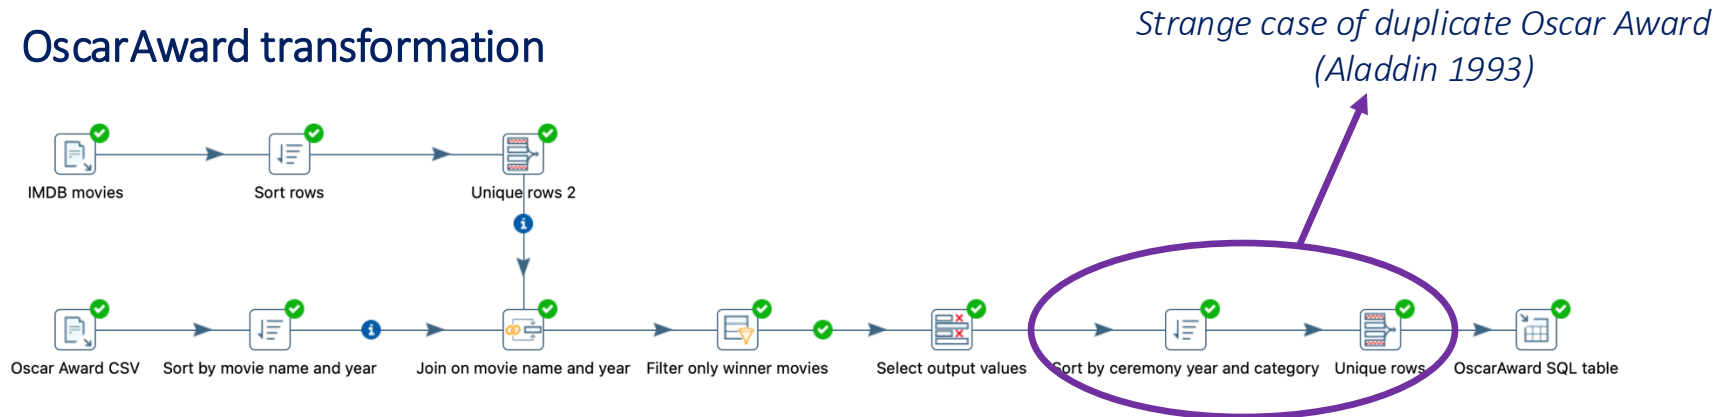 OscarAward transformation
Strange case of duplicate Oscar Award
(Aladdin 1993)
IMDB movies
Sort rows
Unique rows 2
Oscar Award CSV
Sort by movie name and year
Join on movie name and year
Filter only winner movies
Select output values
Sort by ceremony year and category
Unique rows
OscarAward SQL table